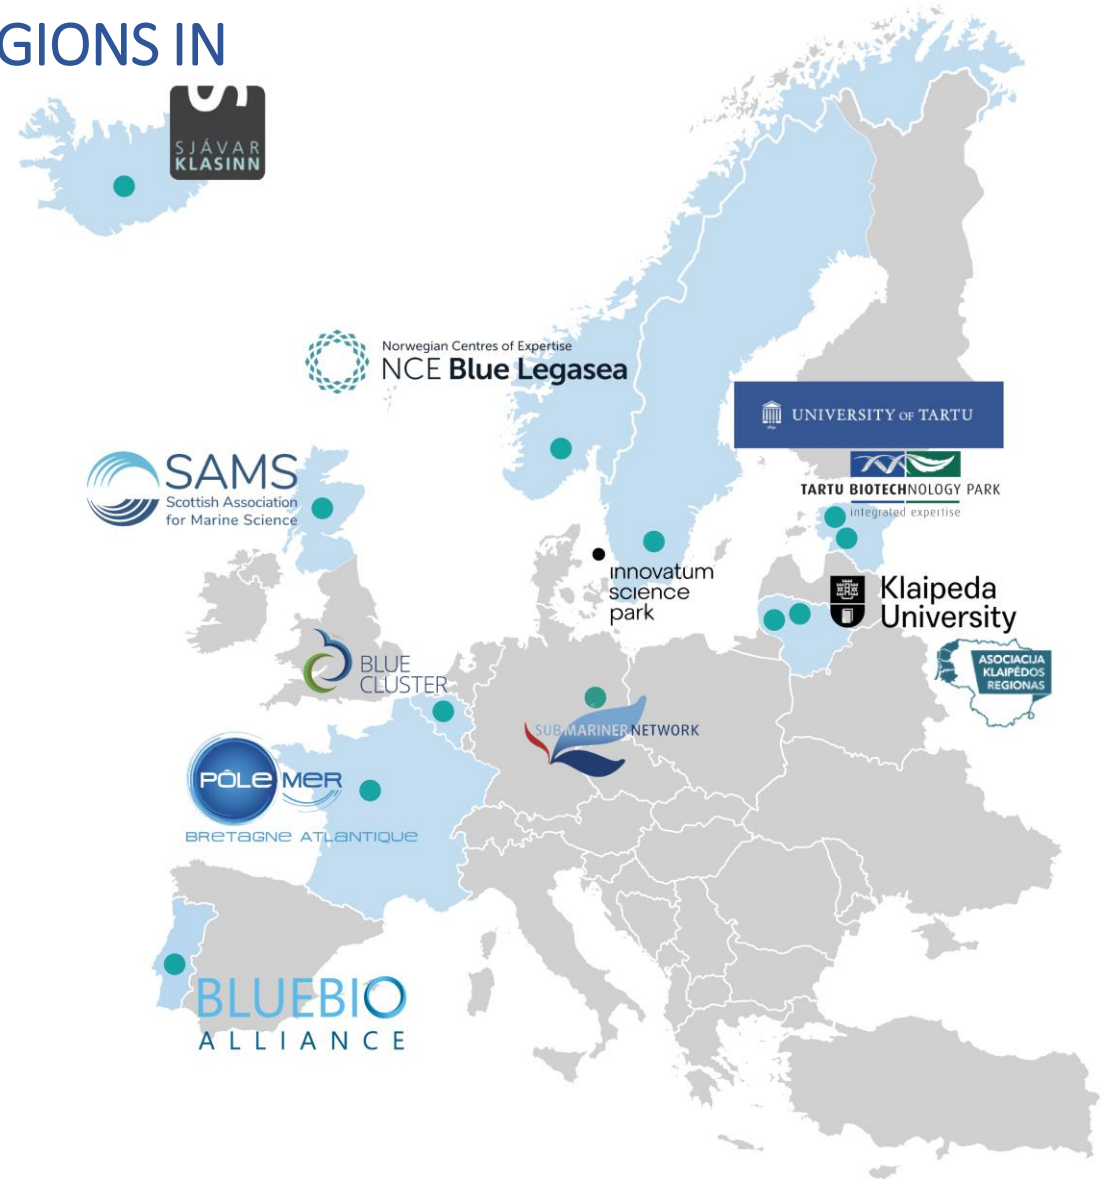 GIONS IN
SJÁVAR
KLASINN
Norwegian Centres of Expertise
NCE Blue Legasea
UNIVERSITY OF TARTU
SAMS
Scottish Association
for Marine Science
TARTU BIOTECHNOLOGY PARK
integrated expertise
innovatum
science
park
Klaipeda
University
BLUE
CLUSTER
ASOCIACIJA
KLAIPĖDOS
REGIONAS
SUBMARINER NETWORK
PÔLE MER
BRETAGNE ATLANTIQUE
BLUEBIO
ALLIANCE